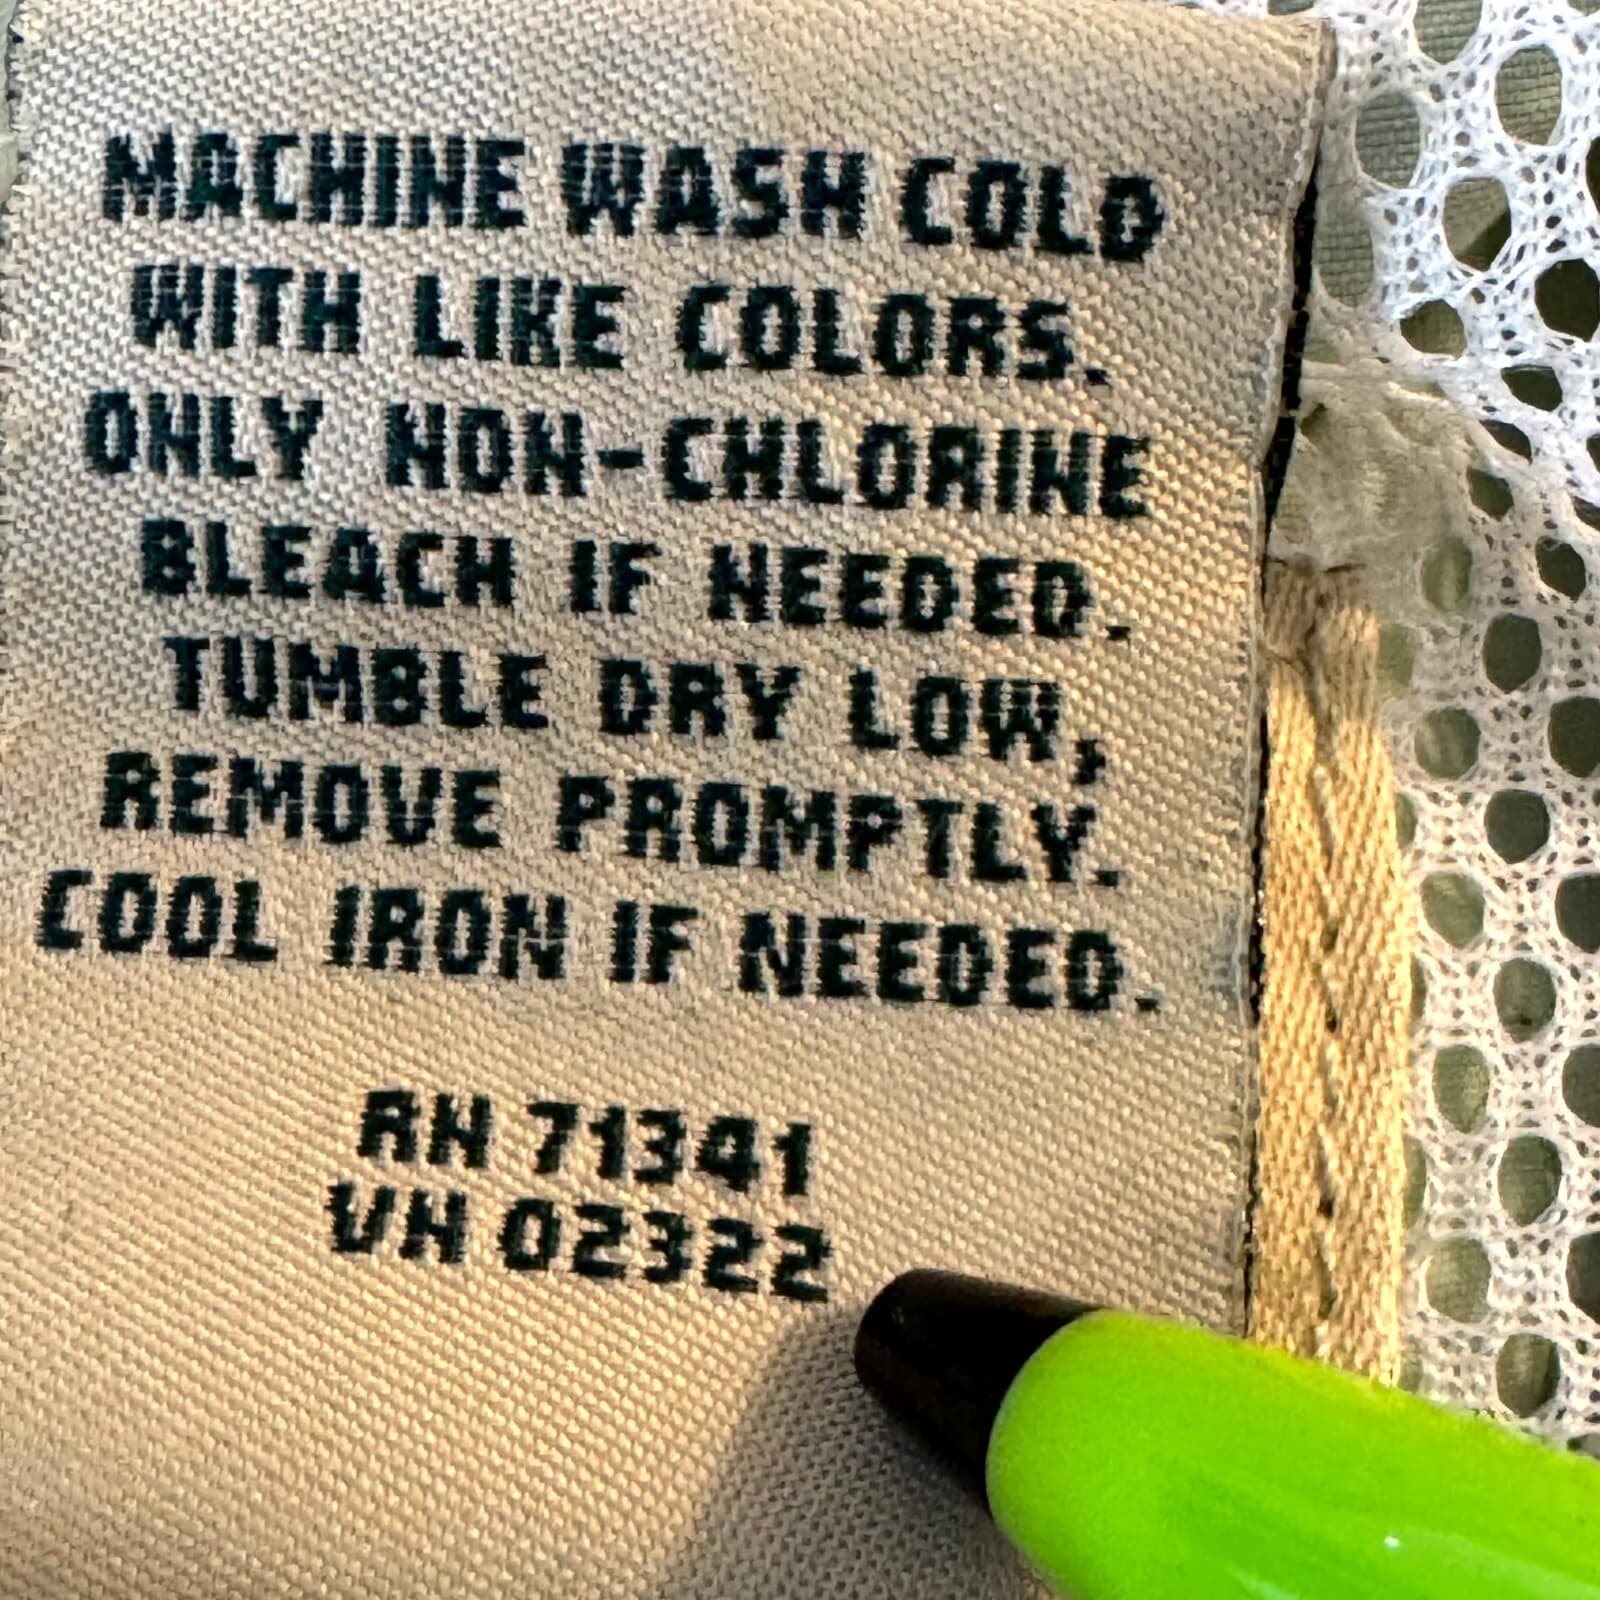 MACHINE WASH COLD
WITH LIKE COLORS.
ONLY NON-CHLORINE
BLEACH IF NEEDED.
TUMBLE DRY LOW,
REMOVE PROMPTLY.
COOL IRON IF NEEDED.
RN 71341
VN 02322